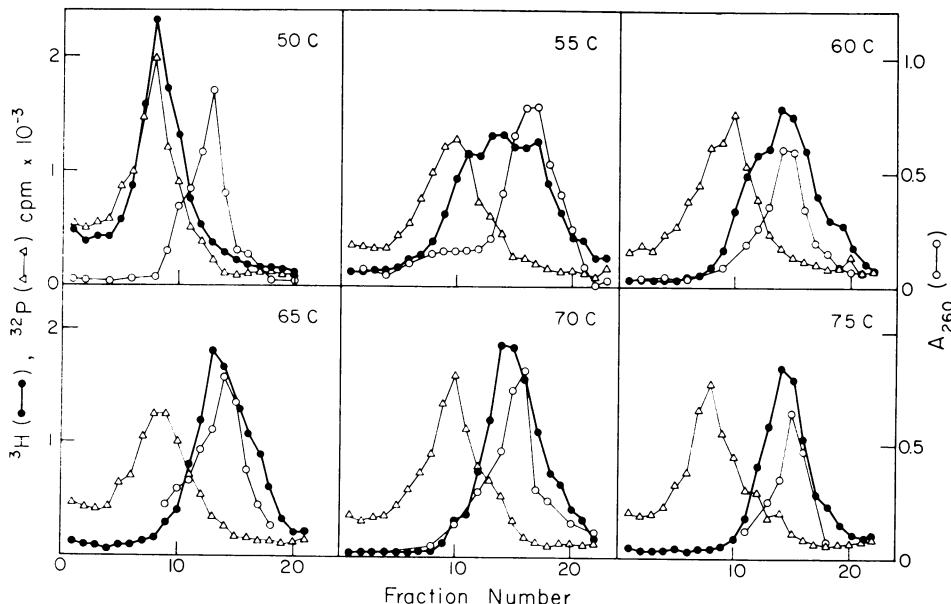 50 C
55 C
60 C
65 C
70 C
75 C
2
1
0
2
1
0
1.0
0.5
0
0.5
0
10
20
10
20
10
20
Fraction Number
³H (●—●) , ³²P (△—△) cpm × 10⁻³
A₂₆₀ (○—○)